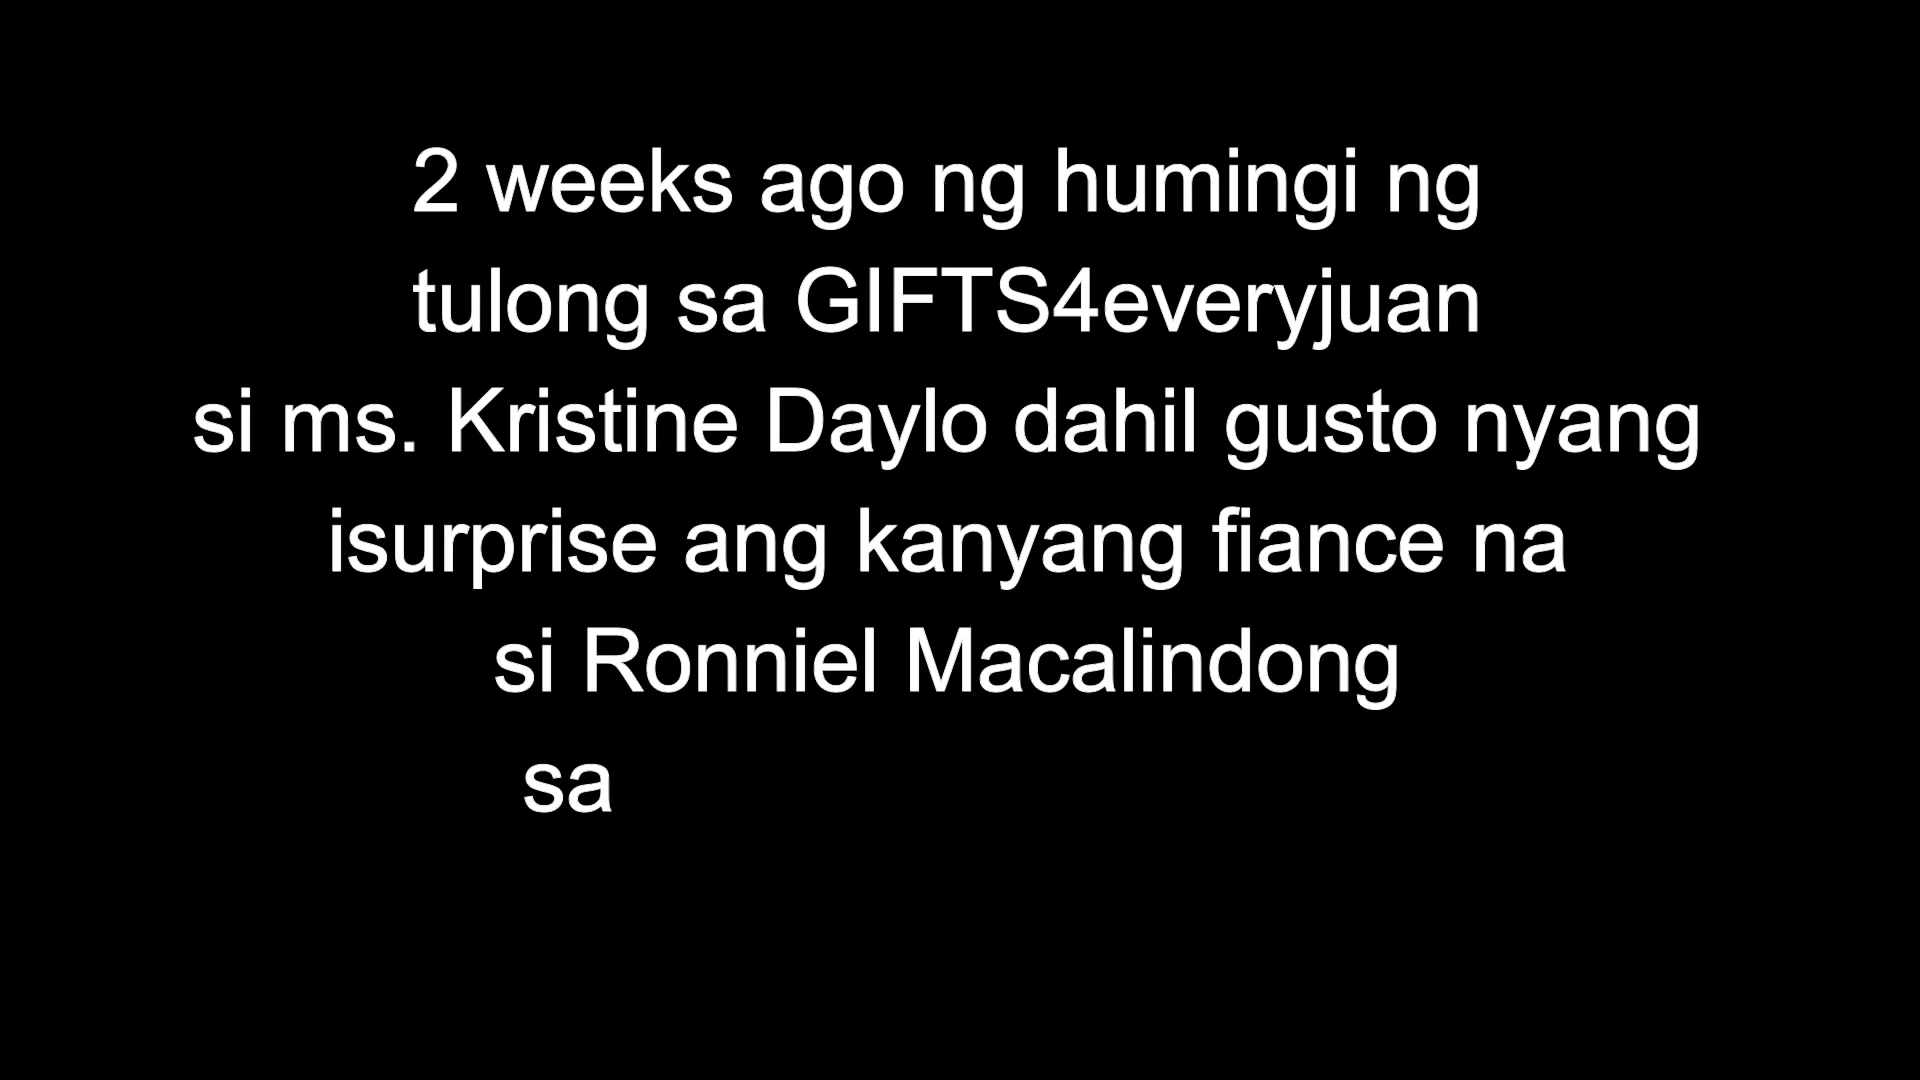 2 weeks ago ng humingi ng
tulong sa GIFTS4everyjuan
si ms. Kristine Daylo dahil gusto nyang
isurprise ang kanyang fiance na
si Ronniel Macalindong
sa